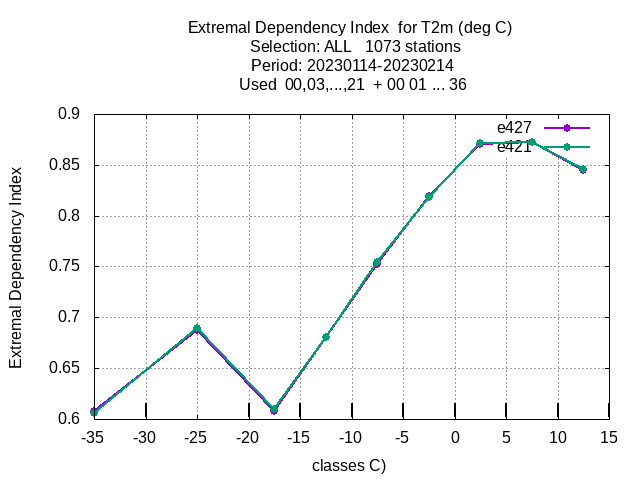 Extremal Dependency Index  for T2m (deg C)
Selection: ALL   1073 stations
Period: 20230114-20230214
Used  00,03,...,21  + 00 01 ... 36
e427
e421
0.9
0.85
0.8
0.75
0.7
0.65
0.6
Extremal Dependency Index
-35 -30 -25 -20 -15 -10 -5 0 5 10 15
classes C)